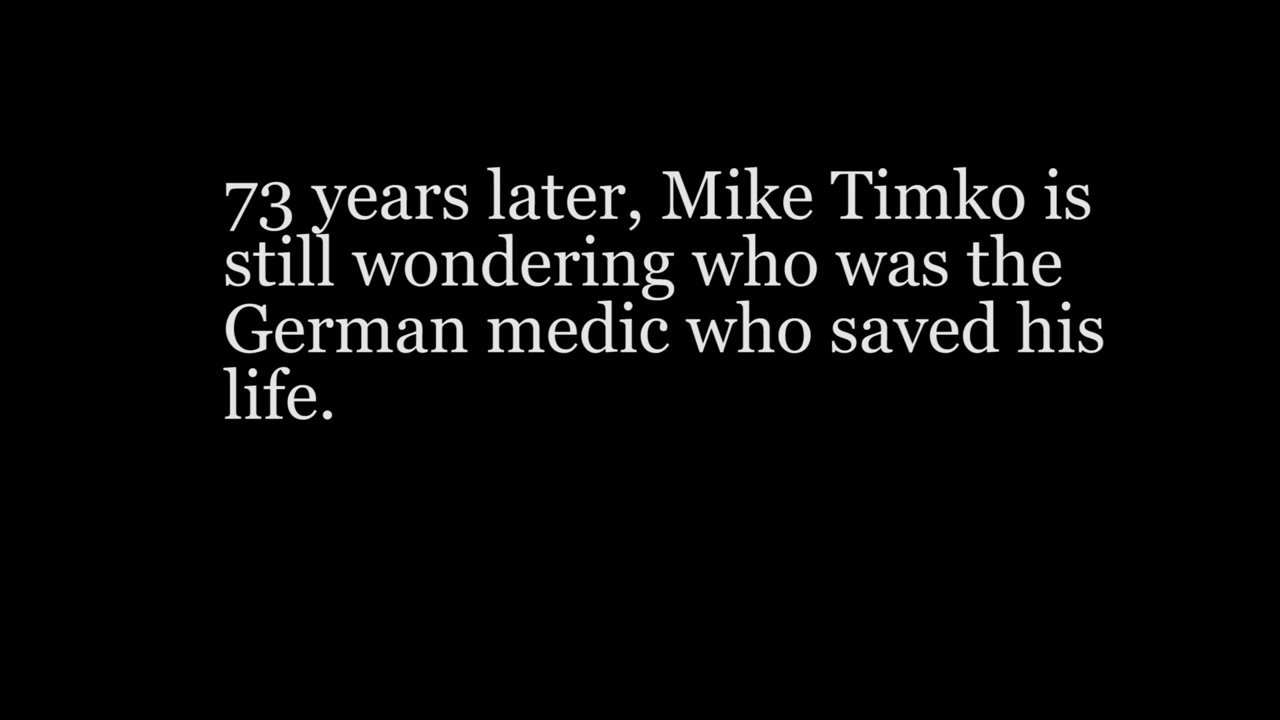 73 years later, Mike Timko is
still wondering who was the
German medic who saved his
life.